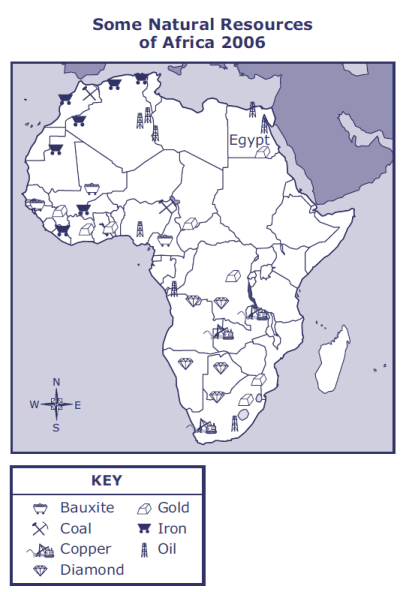 Some Natural Resources
of Africa 2006
Egypt
N
W E
S
KEY
Bauxite
Gold
Coal
Iron
Copper
Oil
Diamond